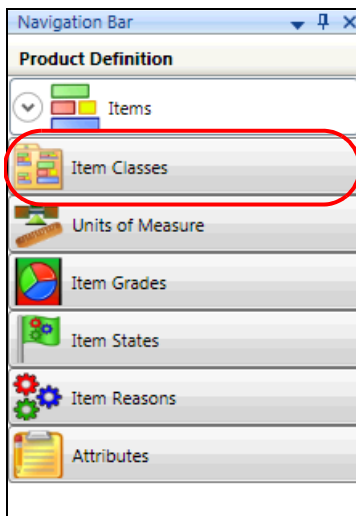 Navigation Bar
Product Definition
Items
Item Classes
Units of Measure
Item Grades
Item States
Item Reasons
Attributes